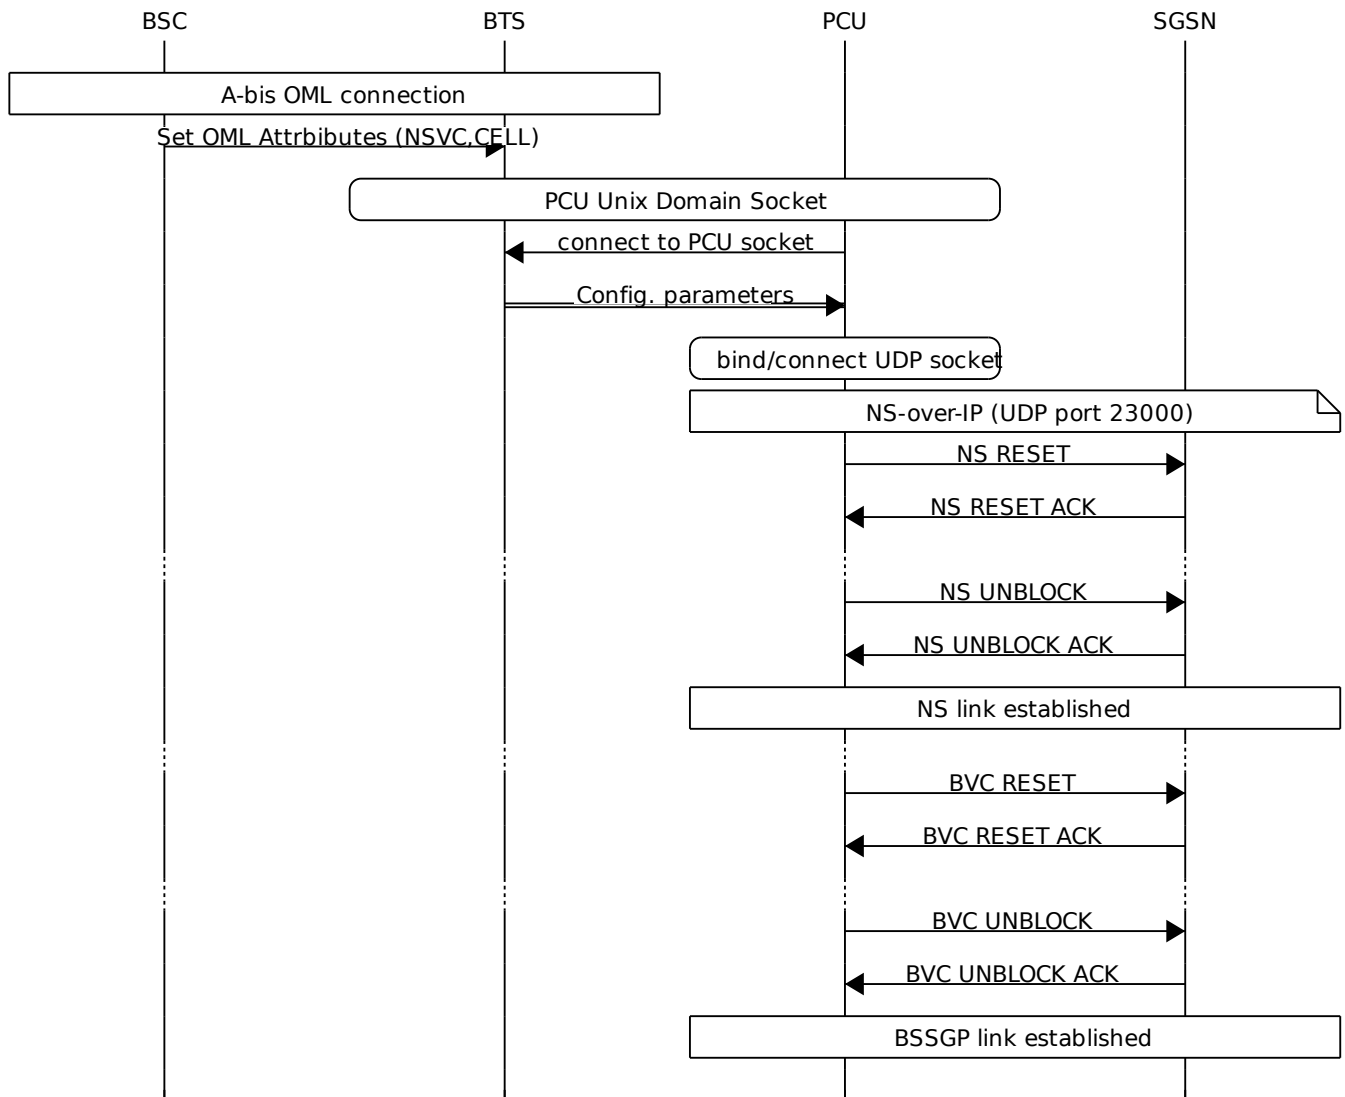 BSC BTS PCU SGSN
A-bis OML connection
Set OML Attrbibutes (NSVC,CELL)
PCU Unix Domain Socket
connect to PCU socket
Config. parameters
bind/connect UDP socket
NS-over-IP (UDP port 23000)
NS RESET
NS RESET ACK
NS UNBLOCK
NS UNBLOCK ACK
NS link established
BVC RESET
BVC RESET ACK
BVC UNBLOCK
BVC UNBLOCK ACK
BSSGP link established